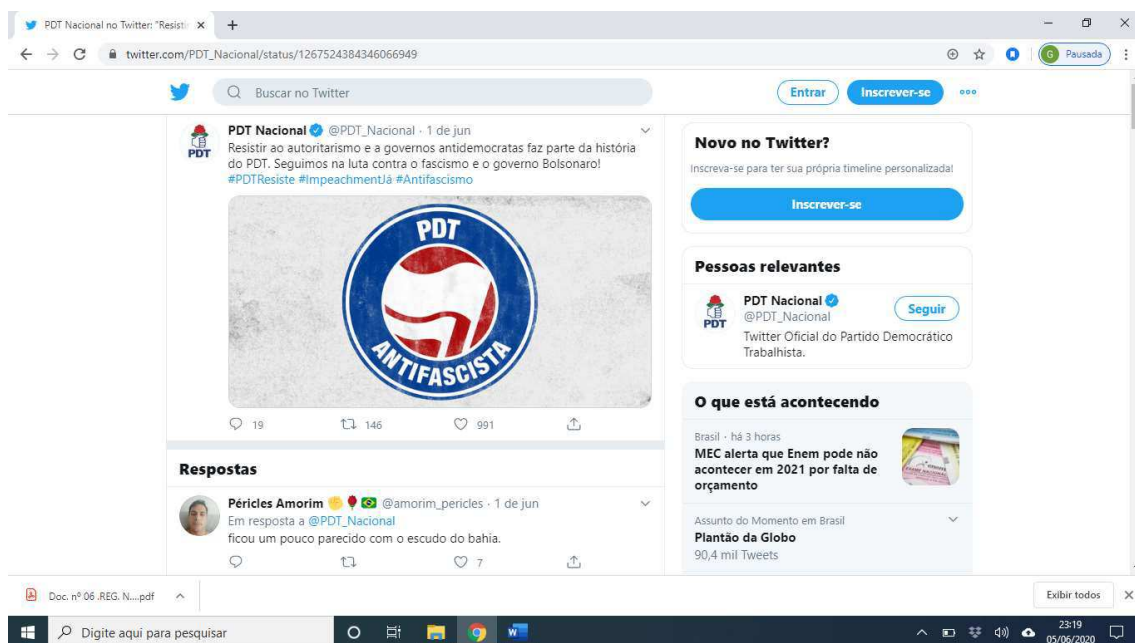 PDT Nacional no Twitter: "Resisti
twitter.com/PDT_Nacional/status/1267524384346066949
G
Pausada
Buscar no Twitter
Entrar
Inscrever-se
PDT Nacional @PDT_Nacional · 1 de jun
Resistir ao autoritarismo e a governos antidemocratas faz parte da história
do PDT. Seguimos na luta contra o fascismo e o governo Bolsonaro!
#PDTResiste #ImpeachmentJá #Antifascismo
PDT
PDT
ANTIFASCISTA
19
146
991
Respostas
Péricles Amorim @amorim_pericles · 1 de jun
Em resposta a @PDT_Nacional
ficou um pouco parecido com o escudo do bahia.
7
Novo no Twitter?
Inscreva-se para ter sua própria timeline personalizada!
Inscrever-se
Pessoas relevantes
PDT
PDT Nacional
@PDT_Nacional
Seguir
Twitter Oficial do Partido Democrático
Trabalhista.
O que está acontecendo
Brasil · há 3 horas
MEC alerta que Enem pode não
acontecer em 2021 por falta de
orçamento
Assunto do Momento em Brasil
Plantão da Globo
90,4 mil Tweets
Doc. nº 06 .REG. N....pdf
Exibir todos
Digite aqui para pesquisar
23:19
05/06/2020